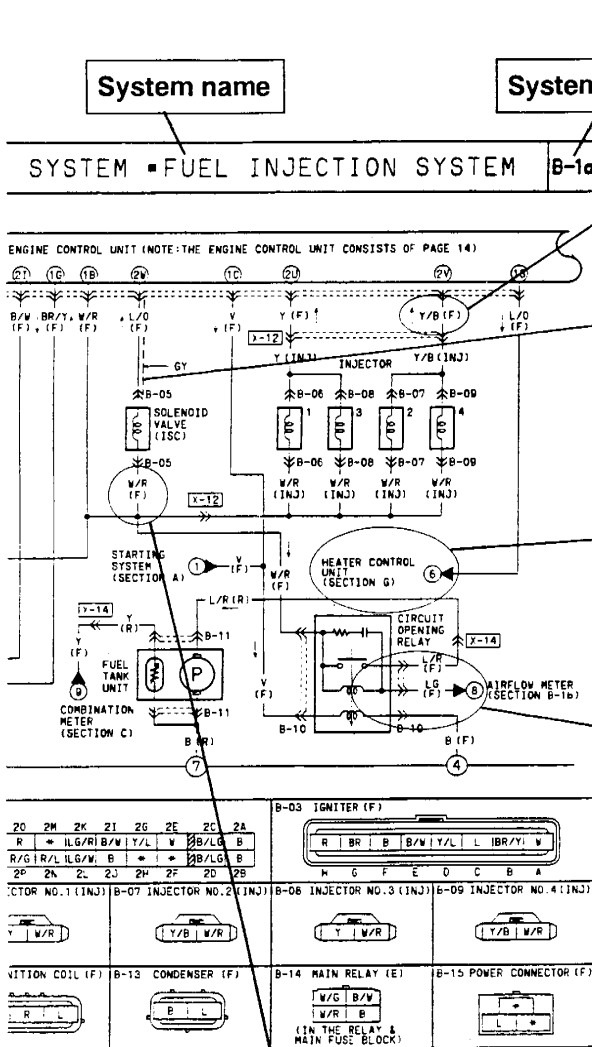 System name
System
SYSTEM ▪FUEL INJECTION SYSTEM B-1a
ENGINE CONTROL UNIT (NOTE:THE ENGINE CONTROL UNIT CONSISTS OF PAGE 14)
2I 1G 1B 2W 1C 2U 2V 1S
B/W BR/Y W/R L/O V Y (F) Y/B (F) L/O
(F) (F) (F) (F) (F) (F)
X-12
Y (INJ) Y/B (INJ)
GY
INJECTOR
B-05 B-06 B-08 B-07 B-09
SOLENOID
VALVE
(ISC)
1 3 2 4
B-05 B-06 B-08 B-07 B-09
W/R W/R W/R W/R W/R
(F) (INJ) (INJ) (INJ) (INJ)
X-12
STARTING
SYSTEM
(SECTION A)
1
V
(F)
W/R
(F)
HEATER CONTROL
UNIT
(SECTION G)
6
L/R (R)
Y-14
Y
(R)
B-11
CIRCUIT
OPENING
RELAY
X-14
Y
(F)
9
FUEL
TANK
UNIT
P
V
(F)
L/R
(F)
LG
(F)
8
AIRFLOW METER
(SECTION B-1b)
COMBINATION
METER
(SECTION C)
B-11
B-10 B-10
B (R) B (F)
7 4
2O 2M 2K 2I 2G 2E 2C 2A
R * LG/R B/W Y/L W B/LG B
R/G R/L LG/W B * * B/LG B
2P 2N 2L 2J 2H 2F 2D 2B
B-03 IGNITER (F)
R BR B B/W Y/L L BR/Y W
H G F E D C B A
CTOR NO.1 (INJ) B-07 INJECTOR NO.2 (INJ) B-08 INJECTOR NO.3 (INJ) B-09 INJECTOR NO.4 (INJ)
Y W/R Y/B W/R Y W/R Y/B W/R
NITION COIL (F) B-13 CONDENSER (F) B-14 MAIN RELAY (E) B-15 POWER CONNECTOR (F)
R L B L
W/G B/W
W/R B
*
L *
(IN THE RELAY &
MAIN FUSE BLOCK)